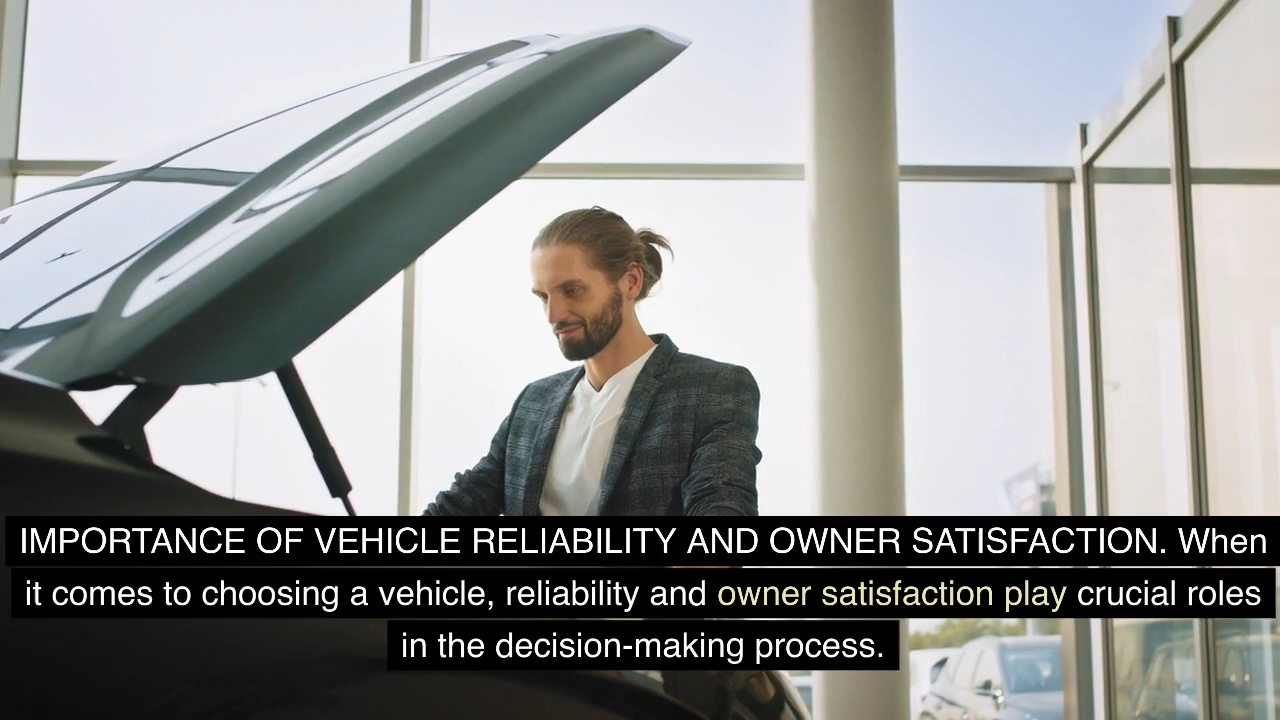 IMPORTANCE OF VEHICLE RELIABILITY AND OWNER SATISFACTION. When
it comes to choosing a vehicle, reliability and owner satisfaction play crucial roles
in the decision-making process.